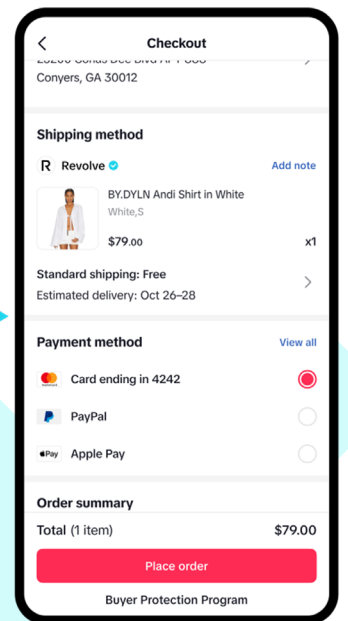 Checkout
Conyers, GA 30012
Shipping method
R Revolve
Add note
BY.DYLN Andi Shirt in White
White,S
$79.00
x1
Standard shipping: Free
Estimated delivery: Oct 26–28
Payment method
View all
Card ending in 4242
PayPal
Pay
Apple Pay
Order summary
Total (1 item)
$79.00
Place order
Buyer Protection Program